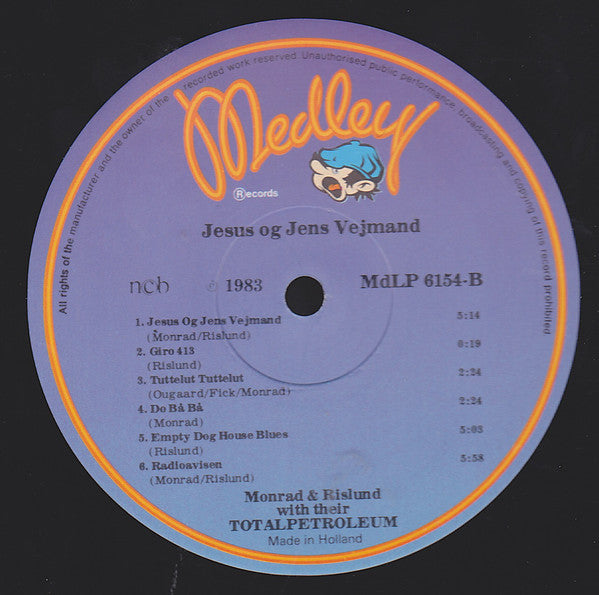 All rights of the manufacturer and the owner of the recorded work reserved. Unauthorised public performance, broadcasting and copying of this record prohibited
Medley
Records
Jesus og Jens Vejmand
ncb ℗ 1983 MdLP 6154-B
1. Jesus Og Jens Vejmand 5:14
(Monrad/Rislund)
2. Giro 413 0:19
(Rislund)
3. Tuttelut Tuttelut 2:24
(Ougaard/Fick/Monrad)
4. Do Bå Bå 2:24
(Monrad)
5. Empty Dog House Blues 5:03
(Rislund)
6. Radioavisen 5:58
(Monrad/Rislund)
Monrad & Rislund
with their
TOTALPETROLEUM
Made in Holland